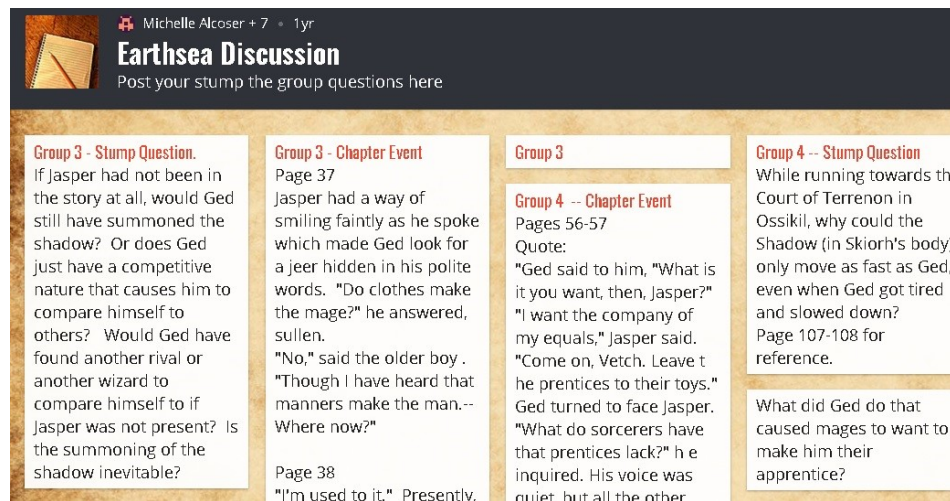 Michelle Alcoser + 7 • 1yr
Earthsea Discussion
Post your stump the group questions here
Group 3 - Stump Question.
If Jasper had not been in
the story at all, would Ged
still have summoned the
shadow?  Or does Ged
just have a competitive
nature that causes him to
compare himself to
others?   Would Ged have
found another rival or
another wizard to
compare himself to if
Jasper was not present?  Is
the summoning of the
shadow inevitable?
Group 3 - Chapter Event
Page 37
Jasper had a way of
smiling faintly as he spoke
which made Ged look for
a jeer hidden in his polite
words.  "Do clothes make
the mage?" he answered,
sullen.
"No," said the older boy .
"Though I have heard that
manners make the man.--
Where now?"
Page 38
"I'm used to it."  Presently,
Group 3
Group 4  -- Chapter Event
Pages 56-57
Quote:
"Ged said to him, "What is
it you want, then, Jasper?"
"I want the company of
my equals," Jasper said.
"Come on, Vetch. Leave t
he prentices to their toys."
Ged turned to face Jasper.
"What do sorcerers have
that prentices lack?" h e
inquired. His voice was
quiet, but all the other
Group 4 -- Stump Question
While running towards th
Court of Terrenon in
Ossikil, why could the
Shadow (in Skiorh's body)
only move as fast as Ged,
even when Ged got tired
and slowed down?
Page 107-108 for
reference.
What did Ged do that
caused mages to want to
make him their
apprentice?